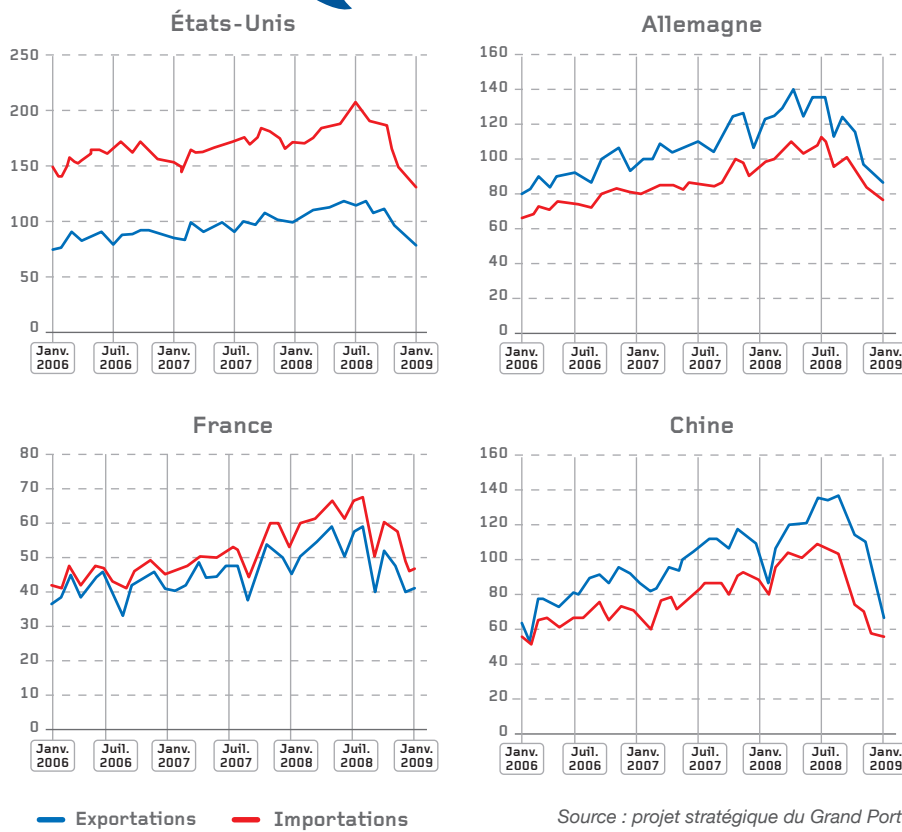 États-Unis
250
200
150
100
50
0
Janv. 2006
Juil. 2006
Janv. 2007
Juil. 2007
Janv. 2008
Juil. 2008
Janv. 2009
Allemagne
160
140
120
100
80
60
40
20
0
Janv. 2006
Juil. 2006
Janv. 2007
Juil. 2007
Janv. 2008
Juil. 2008
Janv. 2009
France
80
70
60
50
40
30
20
10
0
Janv. 2006
Juil. 2006
Janv. 2007
Juil. 2007
Janv. 2008
Juil. 2008
Janv. 2009
Chine
160
140
120
100
80
60
40
20
0
Janv. 2006
Juil. 2006
Janv. 2007
Juil. 2007
Janv. 2008
Juil. 2008
Janv. 2009
Exportations
Importations
Source : projet stratégique du Grand Port